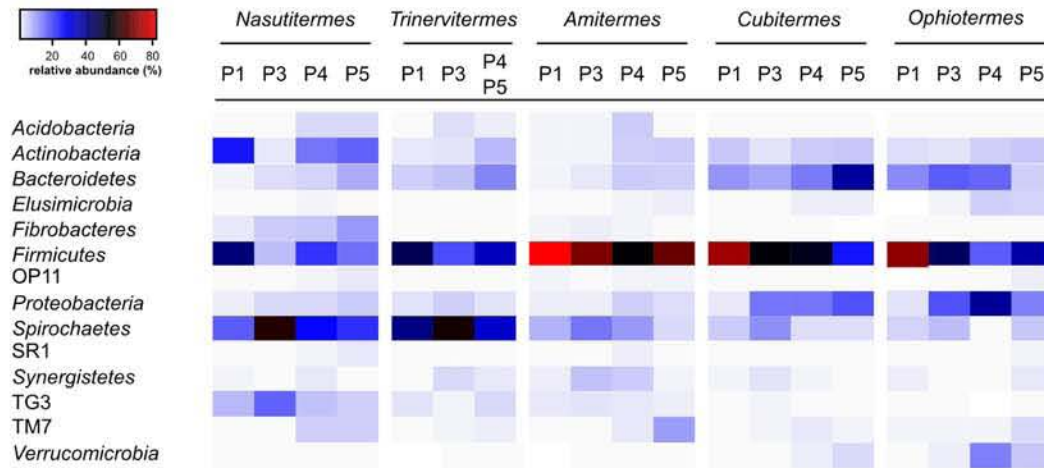 Nasutitermes Trinervitermes Amitermes Cubitermes Ophiotermes
20 40 60 80
relative abundance (%)
P1 P3 P4 P5 P1 P3 P4 P5 P1 P3 P4 P5 P1 P3 P4 P5 P1 P3 P4 P5
Acidobacteria
Actinobacteria
Bacteroidetes
Elusimicrobia
Fibrobacteres
Firmicutes
OP11
Proteobacteria
Spirochaetes
SR1
Synergistetes
TG3
TM7
Verrucomicrobia